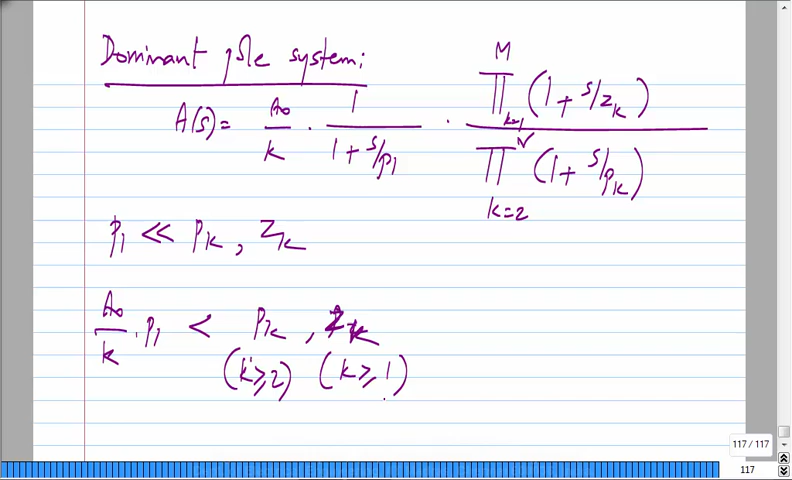 Dominant pole system:
A(s) = A₀/k · 1/(1 + s/p₁) · ∏_{k=1}^{M} (1 + s/z_k) / ∏_{k=2}^{N} (1 + s/p_k)
p₁ << p_k, z_k
A₀/k · p₁ < p_k, z_k
(k ≥ 2) (k ≥ 1)
117 / 117
117